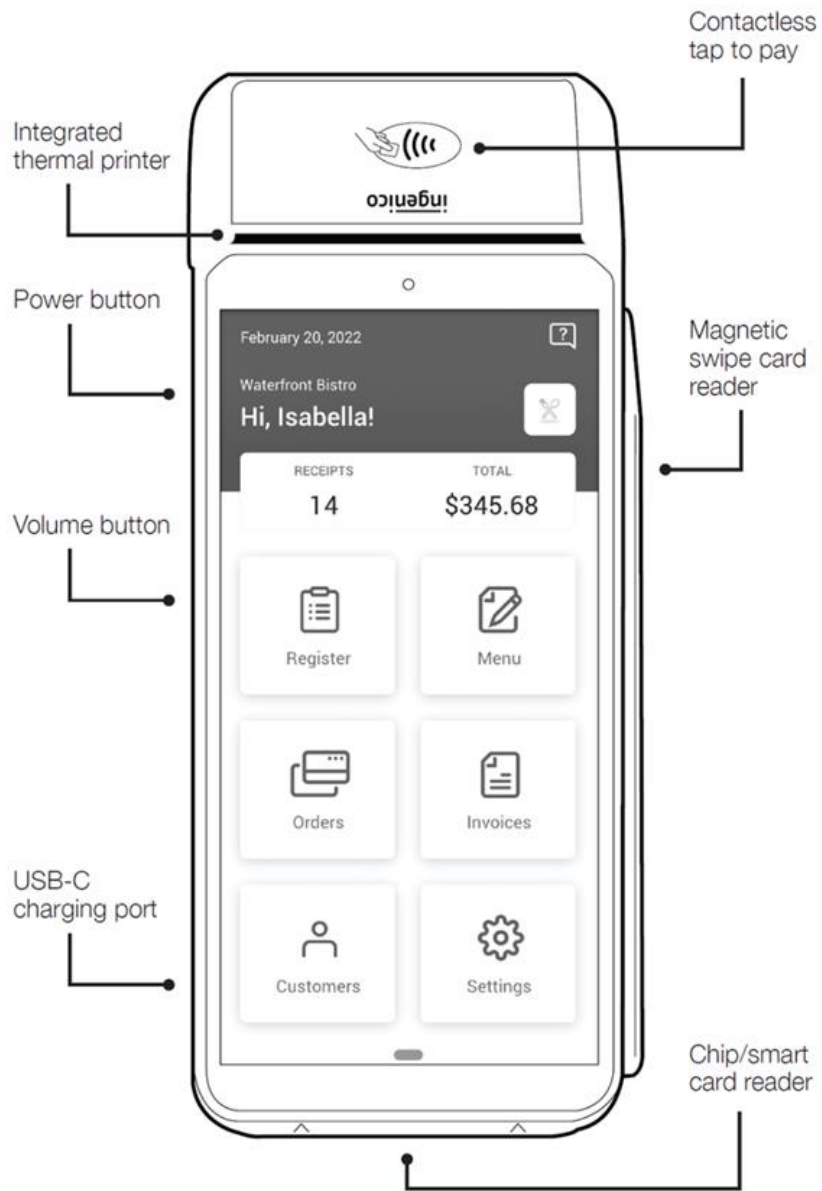 Contactless
tap to pay
Integrated
thermal printer
ingenico
Power button
February 20, 2022
?
Waterfront Bistro
Hi, Isabella!
Magnetic
swipe card
reader
RECEIPTS TOTAL
14 $345.68
Volume button
Register Menu
Orders Invoices
USB-C
charging port
Customers Settings
Chip/smart
card reader